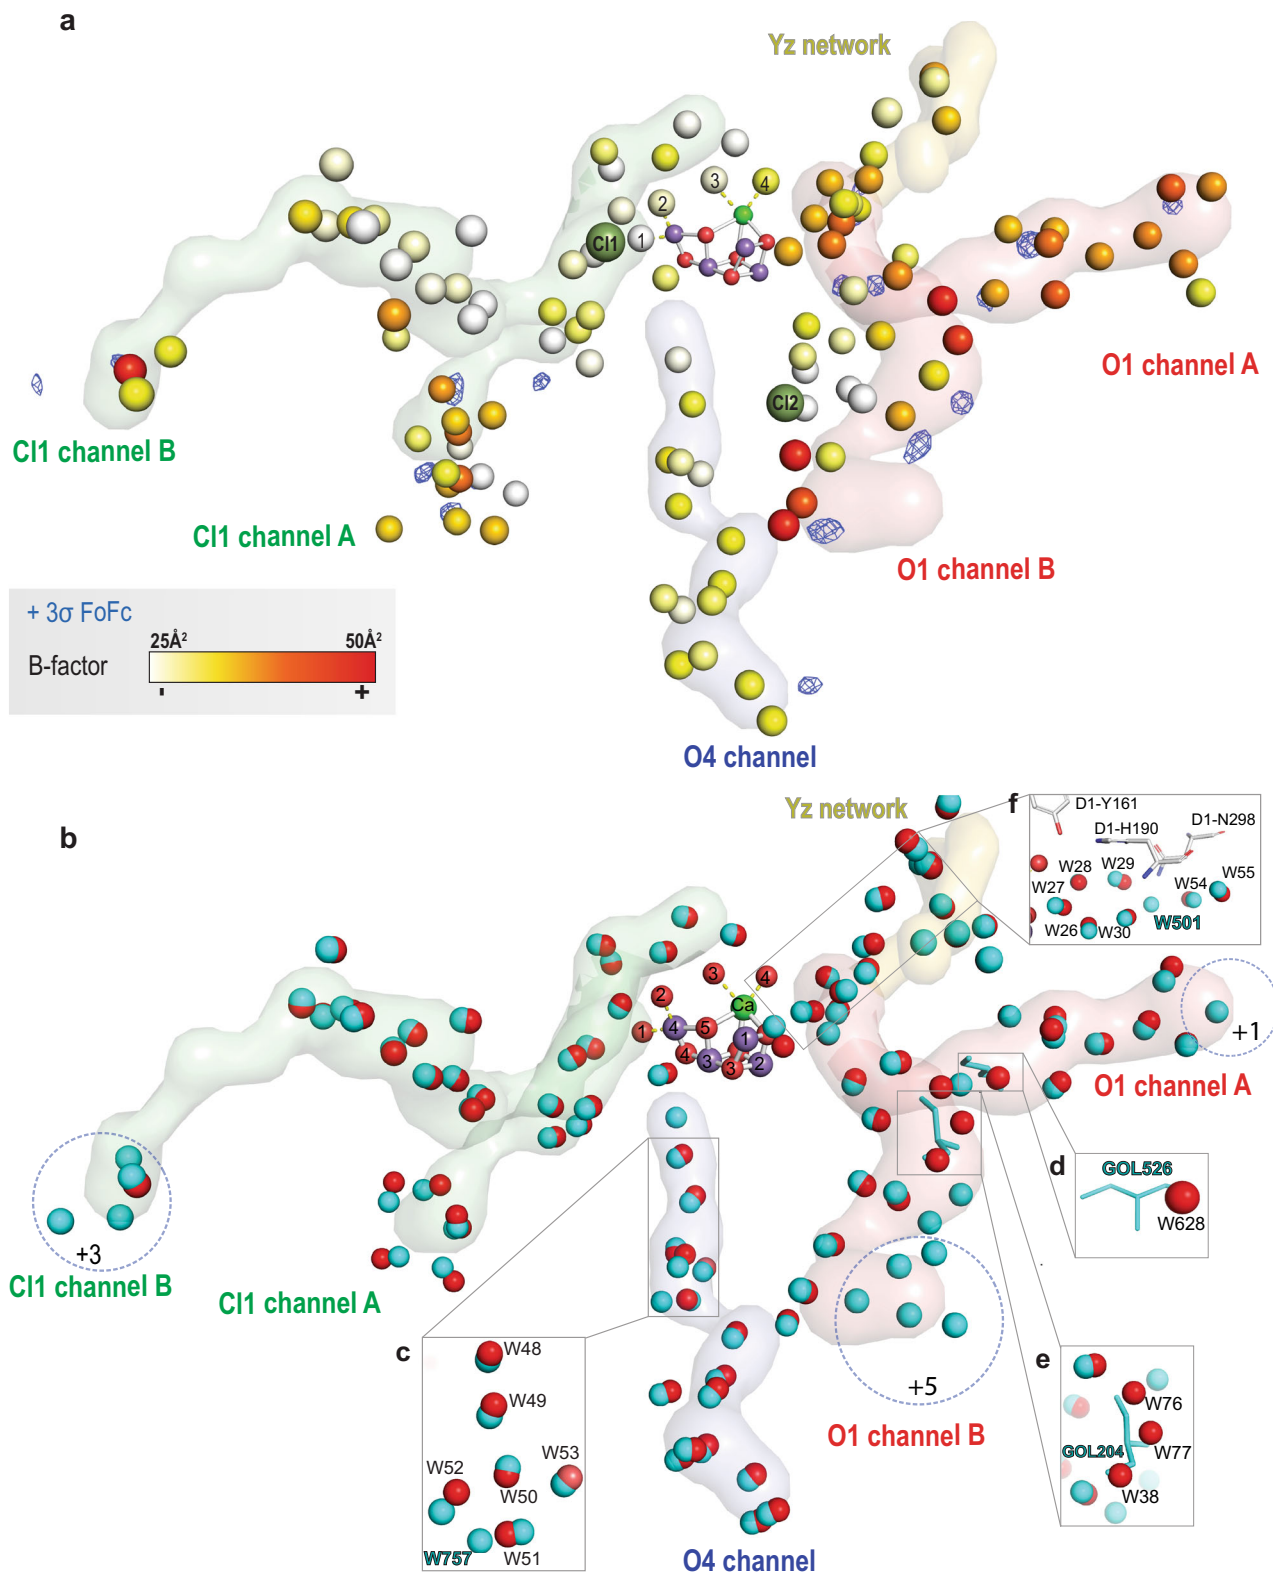 a
Yz network
3
4
2
Cl1
1
O1 channel A
Cl2
Cl1 channel B
Cl1 channel A
O1 channel B
+ 3σ FoFc
25Å²
50Å²
B-factor
-
+
O4 channel
b
Yz network
f
D1-Y161
D1-H190
D1-N298
W28
W29
W27
W54
W55
W26
W30
W501
3
4
2
Ca
1
4
5
1
4
3
3
2
+1
O1 channel A
d
GOL526
W628
+3
Cl1 channel B
Cl1 channel A
c
W48
W49
W53
W52
W50
W757
W51
+5
O1 channel B
e
W76
GOL204
W77
W38
O4 channel